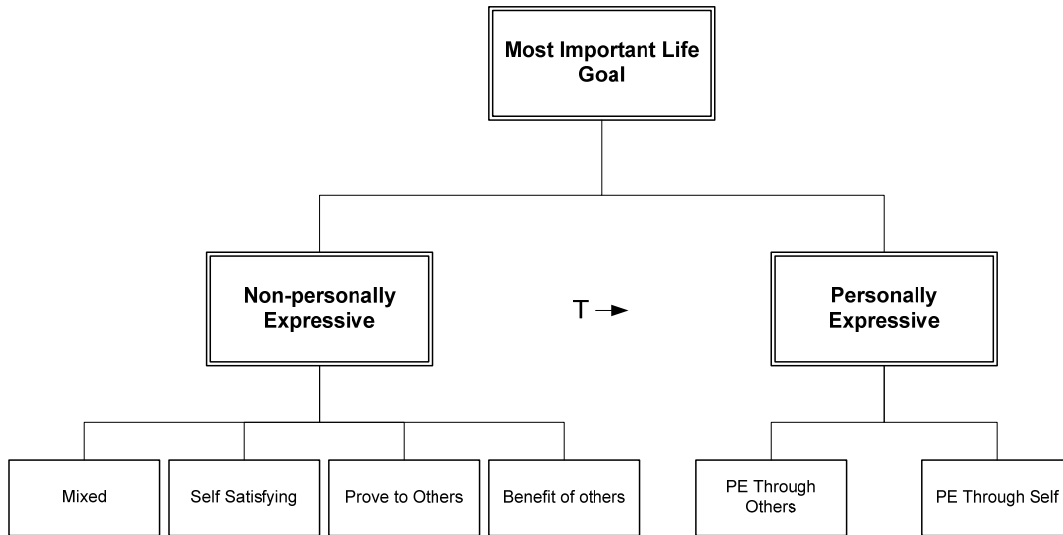 Most Important Life
Goal
Non-personally
Expressive
T
Personally
Expressive
Mixed
Self Satisfying
Prove to Others
Benefit of others
PE Through
Others
PE Through Self